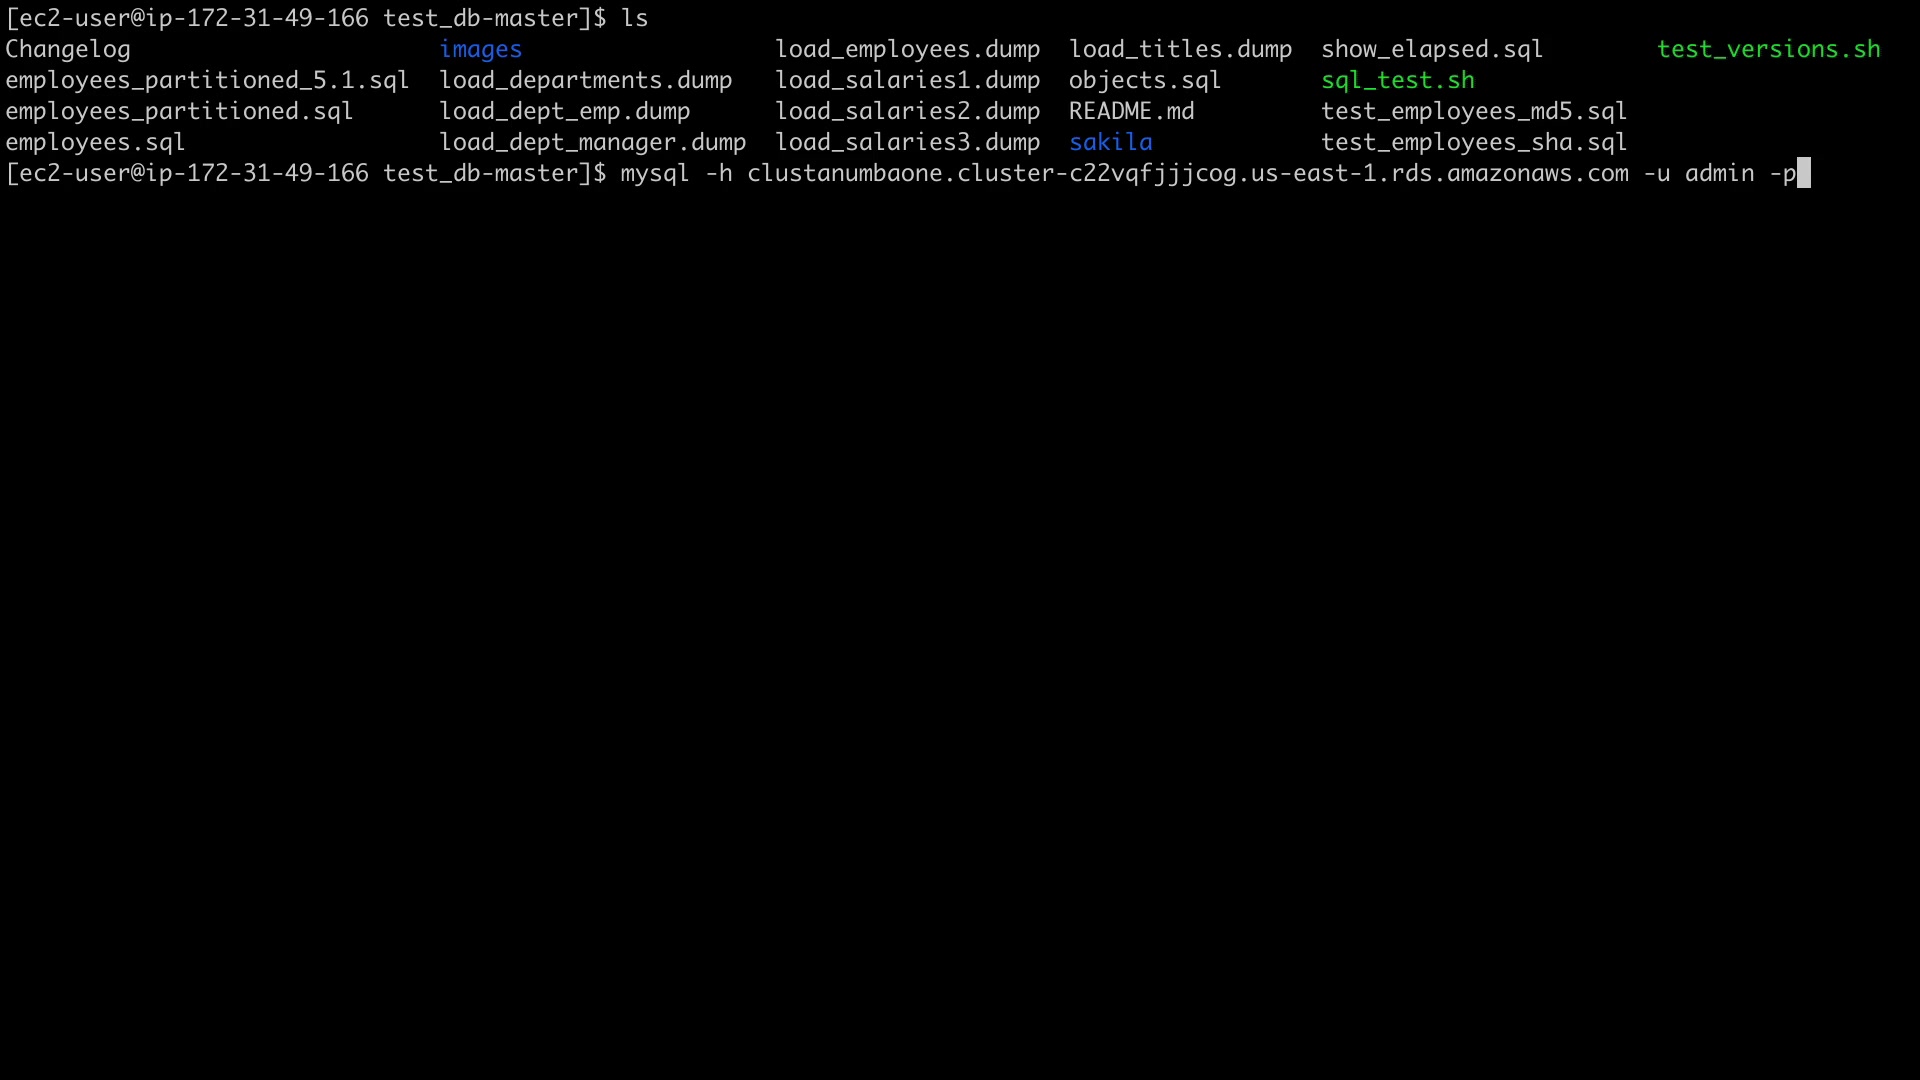 [ec2-user@ip-172-31-49-166 test_db-master]$ ls
Changelog images load_employees.dump load_titles.dump show_elapsed.sql test_versions.sh
employees_partitioned_5.1.sql load_departments.dump load_salaries1.dump objects.sql sql_test.sh
employees_partitioned.sql load_dept_emp.dump load_salaries2.dump README.md test_employees_md5.sql
employees.sql load_dept_manager.dump load_salaries3.dump sakila test_employees_sha.sql
[ec2-user@ip-172-31-49-166 test_db-master]$ mysql -h clustanumbaone.cluster-c22vqfjjjcog.us-east-1.rds.amazonaws.com -u admin -p